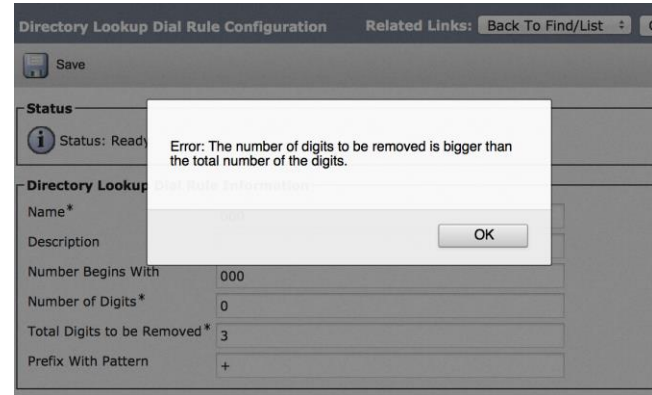 Directory Lookup Dial Rule Configuration
Related Links: Back To Find/List
Save
Status
Status: Ready
Error: The number of digits to be removed is bigger than
the total number of the digits.
Directory Lookup Dial Rule Information
Name*
OK
Description
Number Begins With 000
Number of Digits* 0
Total Digits to be Removed* 3
Prefix With Pattern +